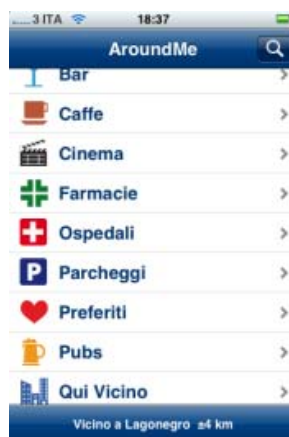 3 ITA 18:37
AroundMe
Bar
Caffe
Cinema
Farmacie
Ospedali
P Parcheggi
Preferiti
Pubs
Qui Vicino
Vicino a Lagonegro ±4 km